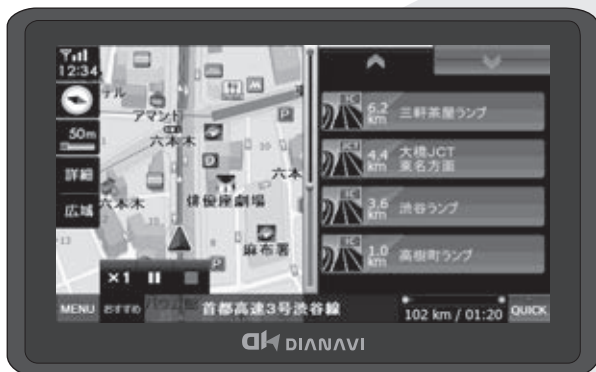 12:34
50m
詳細
広域
アマンド
六本木
六本
六本木
俳優座劇場
麻布署
P
D
P
×1
MENU
おすすめ
首都高速3号渋谷線
102 km / 01:20
QUICK
IC
6.2 km
三軒茶屋ランプ
JCT
4.4 km
大橋JCT
東名方面
IC
3.6 km
渋谷ランプ
IC
1.0 km
高樹町ランプ
DIANAVI